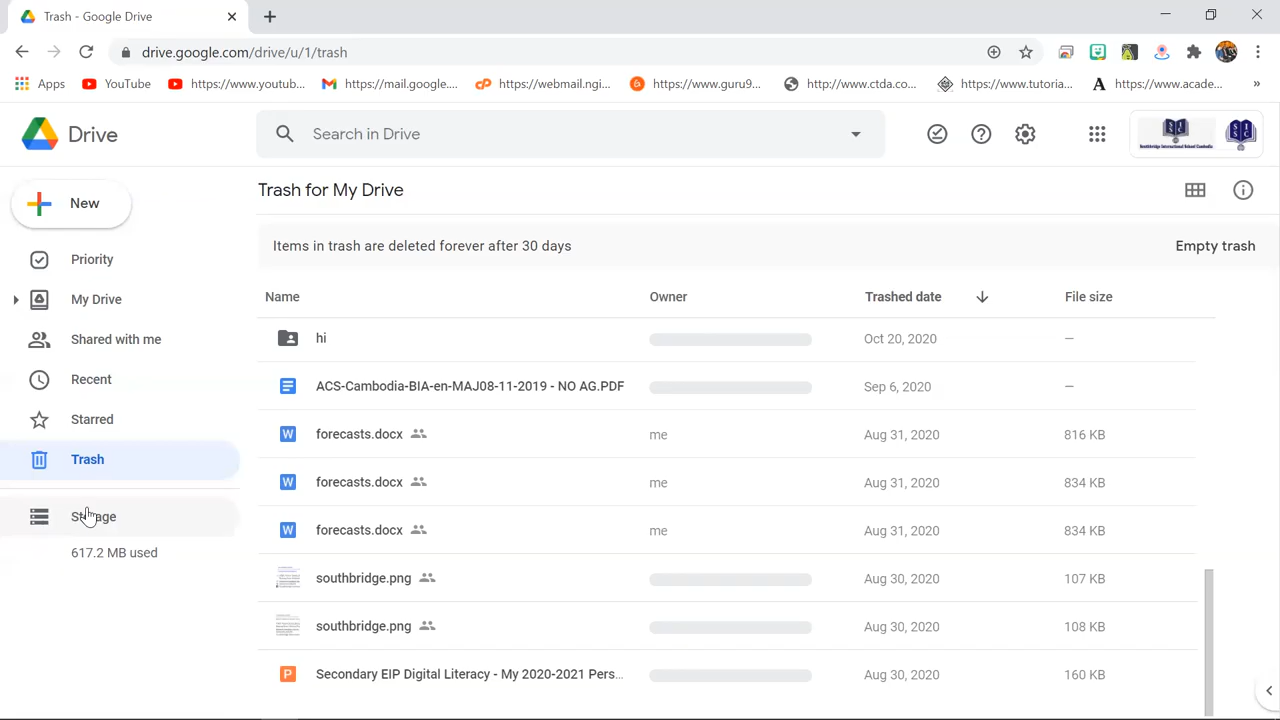 Trash - Google Drive
drive.google.com/drive/u/1/trash
Apps YouTube https://www.youtub... https://mail.google.... https://webmail.ngi... https://www.guru9... http://www.ctda.co... https://www.tutoria... https://www.acade... »
Drive
Search in Drive
Southbridge International School Cambodia
New
Trash for My Drive
Items in trash are deleted forever after 30 days
Empty trash
Priority
My Drive
Shared with me
Recent
Starred
Trash
Storage
617.2 MB used
Name Owner Trashed date File size
hi Oct 20, 2020 —
ACS-Cambodia-BIA-en-MAJ08-11-2019 - NO AG.PDF Sep 6, 2020 —
forecasts.docx me Aug 31, 2020 816 KB
forecasts.docx me Aug 31, 2020 834 KB
forecasts.docx me Aug 31, 2020 834 KB
southbridge.png Aug 30, 2020 107 KB
southbridge.png Aug 30, 2020 108 KB
Secondary EIP Digital Literacy - My 2020-2021 Pers... Aug 30, 2020 160 KB